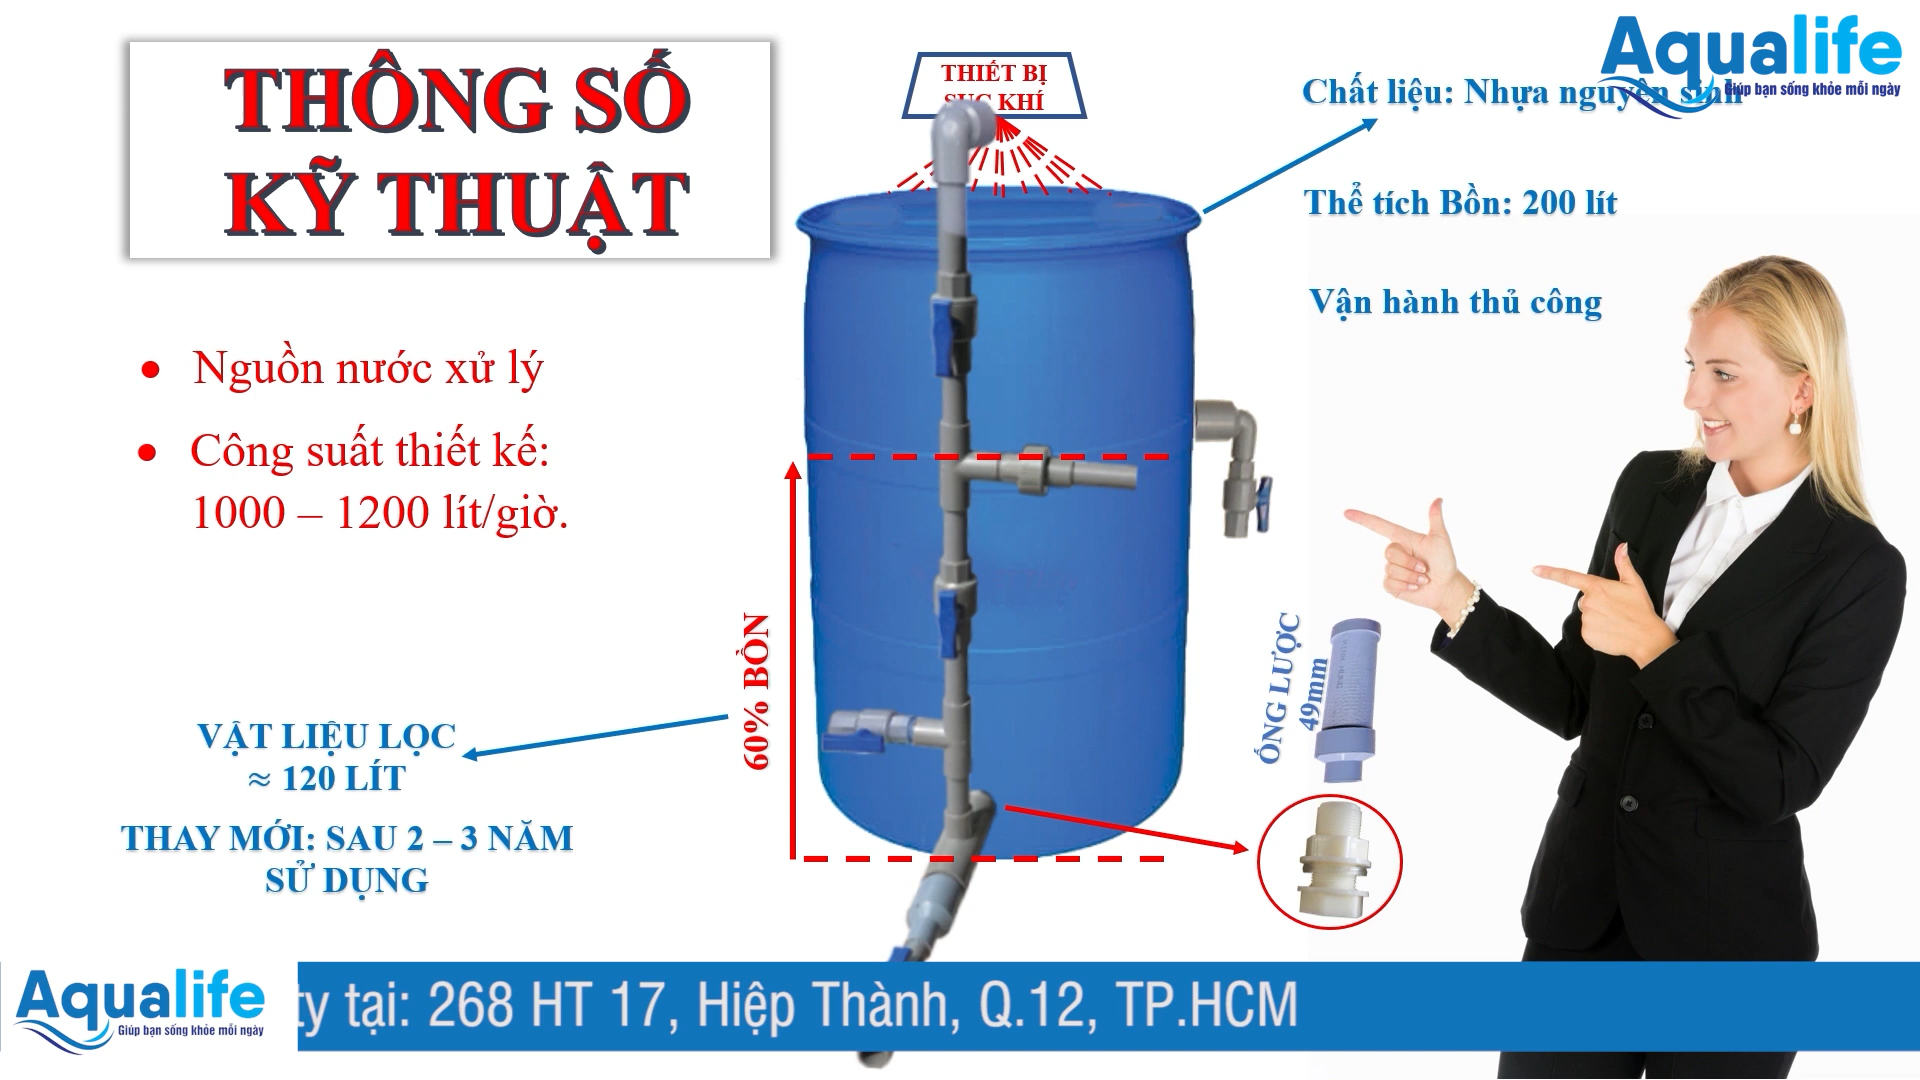 THÔNG SỐ
KỸ THUẬT
• Nguồn nước xử lý
• Công suất thiết kế:
1000 – 1200 lít/giờ.
VẬT LIỆU LỌC
≈ 120 LÍT
THAY MỚI: SAU 2 – 3 NĂM
SỬ DỤNG
60% BỒN
THIẾT BỊ
SỤC KHÍ
Aqualife
Giúp bạn sống khỏe mỗi ngày
Chất liệu: Nhựa nguyên sinh
Thể tích Bồn: 200 lít
Vận hành thủ công
ỐNG LƯỢC
49mm
Aqualife
Giúp bạn sống khỏe mỗi ngày
ty tại: 268 HT 17, Hiệp Thành, Q.12, TP.HCM